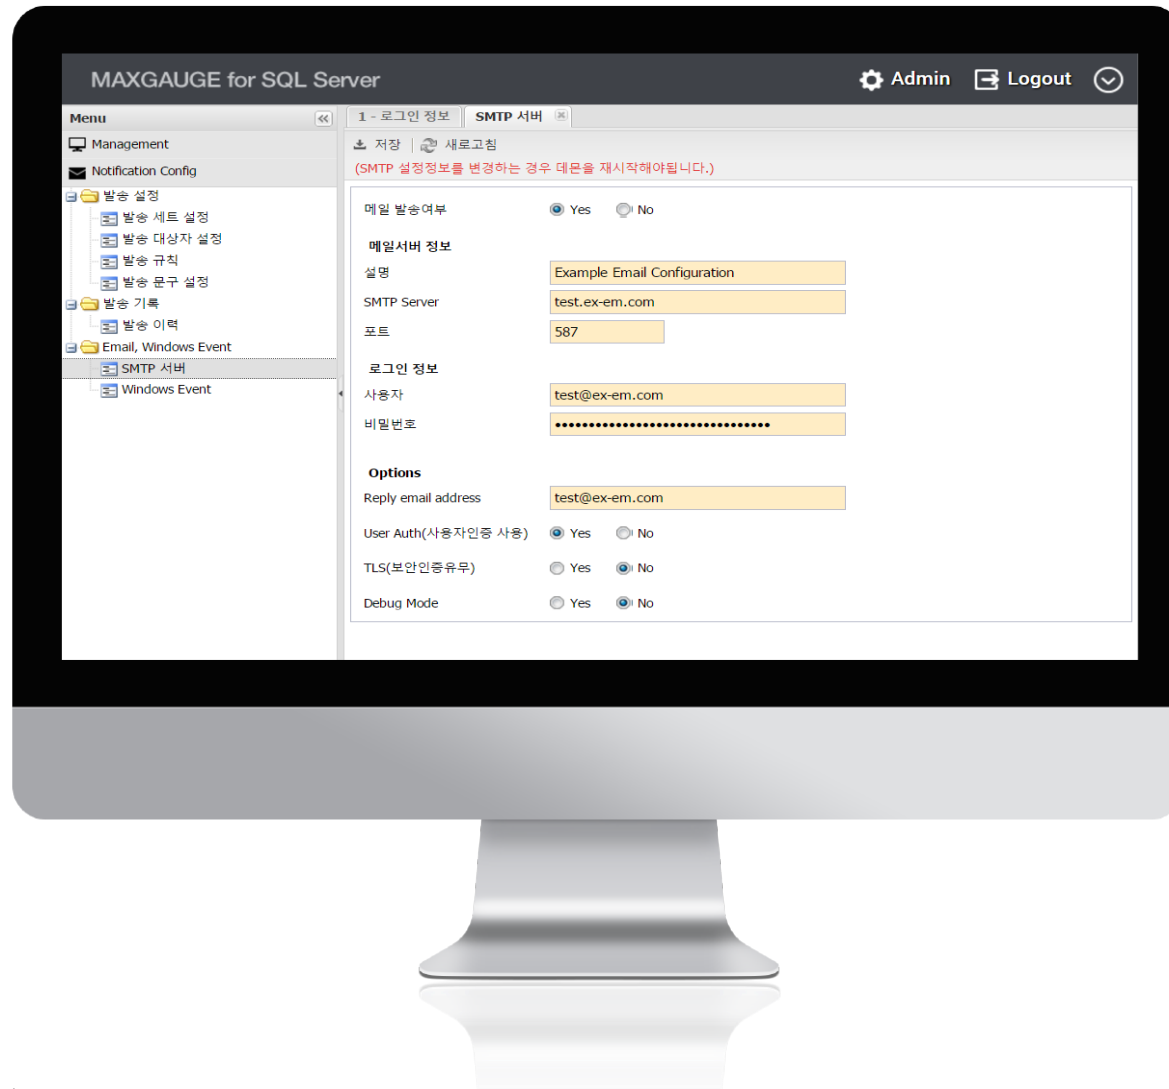 MAXGAUGE for SQL Server
Admin
Logout
Menu
1 - 로그인 정보
SMTP 서버
Management
저장
새로고침
Notification Config
(SMTP 설정정보를 변경하는 경우 데몬을 재시작해야됩니다.)
발송 설정
발송 세트 설정
발송 대상자 설정
발송 규칙
발송 문구 설정
발송 기록
발송 이력
Email, Windows Event
SMTP 서버
Windows Event
메일 발송여부 Yes No
메일서버 정보
설명 Example Email Configuration
SMTP Server test.ex-em.com
포트 587
로그인 정보
사용자 test@ex-em.com
비밀번호 ••••••••••••••••••••••••••••••••
Options
Reply email address test@ex-em.com
User Auth(사용자인증 사용) Yes No
TLS(보안인증유무) Yes No
Debug Mode Yes No